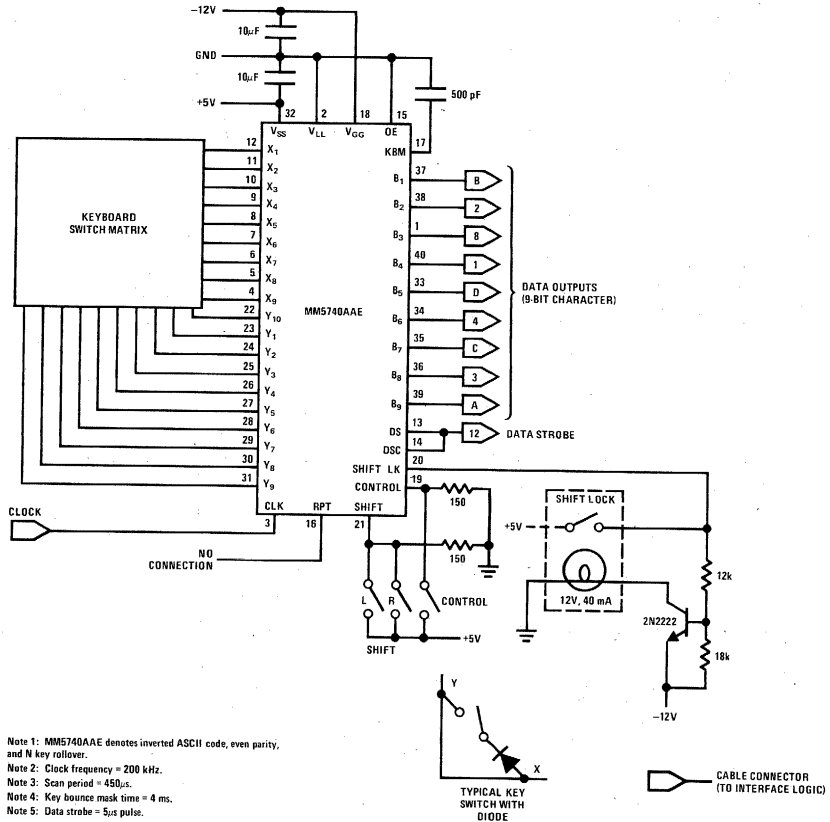 −12V
10μF
GND
10μF
+5V
500 pF
32 2 18 15
VSS VLL VGG OE
17 KBM
KEYBOARD
SWITCH MATRIX
MM5740AAE
12 X1
11 X2
10 X3
9 X4
8 X5
7 X6
6 X7
5 X8
4 X9
22 Y10
23 Y1
24 Y2
25 Y3
26 Y4
27 Y5
28 Y6
29 Y7
30 Y8
31 Y9
B1 37 B
B2 38 2
B3 1 8
B4 40 1
B5 33 D
B6 34 4
B7 35 C
B8 36 3
B9 39 A
DATA OUTPUTS
(9-BIT CHARACTER)
DS 13
DSC 14
12 DATA STROBE
SHIFT LK 20
CONTROL 19
CLK RPT SHIFT
3 16 21
CLOCK
NO
CONNECTION
150
150
L R CONTROL
SHIFT
+5V
SHIFT LOCK
+5V
12V, 40 mA
12k
2N2222
18k
−12V
Y
X
TYPICAL KEY
SWITCH WITH
DIODE
CABLE CONNECTOR
(TO INTERFACE LOGIC)
Note 1: MM5740AAE denotes inverted ASCII code, even parity,
and N key rollover.
Note 2: Clock frequency = 200 kHz.
Note 3: Scan period = 450μs.
Note 4: Key bounce mask time = 4 ms.
Note 5: Data strobe = 5μs pulse.